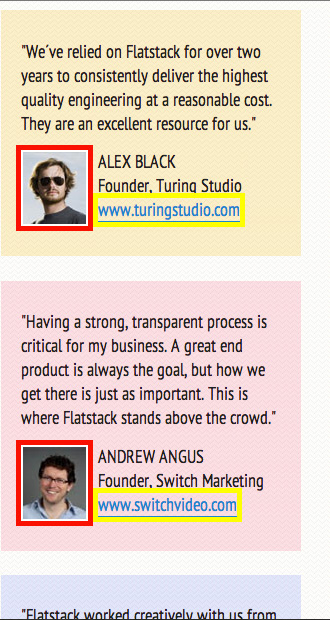 "We´ve relied on Flatstack for over two
years to consistently deliver the highest
quality engineering at a reasonable cost.
They are an excellent resource for us."
ALEX BLACK
Founder, Turing Studio
www.turingstudio.com
"Having a strong, transparent process is
critical for my business. A great end
product is always the goal, but how we
get there is just as important. This is
where Flatstack stands above the crowd."
ANDREW ANGUS
Founder, Switch Marketing
www.switchvideo.com
"Flatstack worked creatively with us from